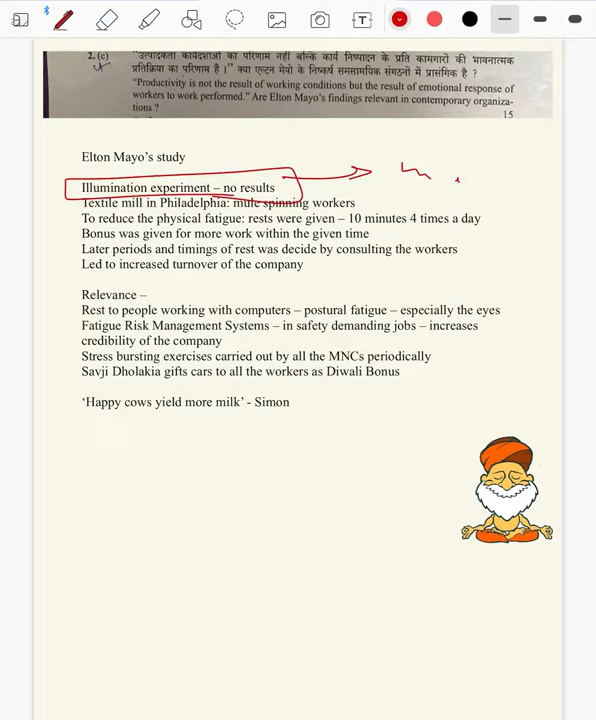 2. (c) "उत्पादकता कार्यदशाओं का परिणाम नहीं बल्कि कार्य निष्पादन के प्रति कामगारों की भावनात्मक
प्रतिक्रिया का परिणाम है।" क्या एल्टन मेयो के निष्कर्ष समसामयिक संगठनों में प्रासंगिक है ?
"Productivity is not the result of working conditions but the result of emotional response of
workers to work performed." Are Elton Mayo's findings relevant in contemporary organiza-
tions ?
15
Elton Mayo's study
Illumination experiment – no results
Textile mill in Philadelphia: mule spinning workers
To reduce the physical fatigue: rests were given – 10 minutes 4 times a day
Bonus was given for more work within the given time
Later periods and timings of rest was decide by consulting the workers
Led to increased turnover of the company
Relevance –
Rest to people working with computers – postural fatigue – especially the eyes
Fatigue Risk Management Systems – in safety demanding jobs – increases
credibility of the company
Stress bursting exercises carried out by all the MNCs periodically
Savji Dholakia gifts cars to all the workers as Diwali Bonus
'Happy cows yield more milk' - Simon